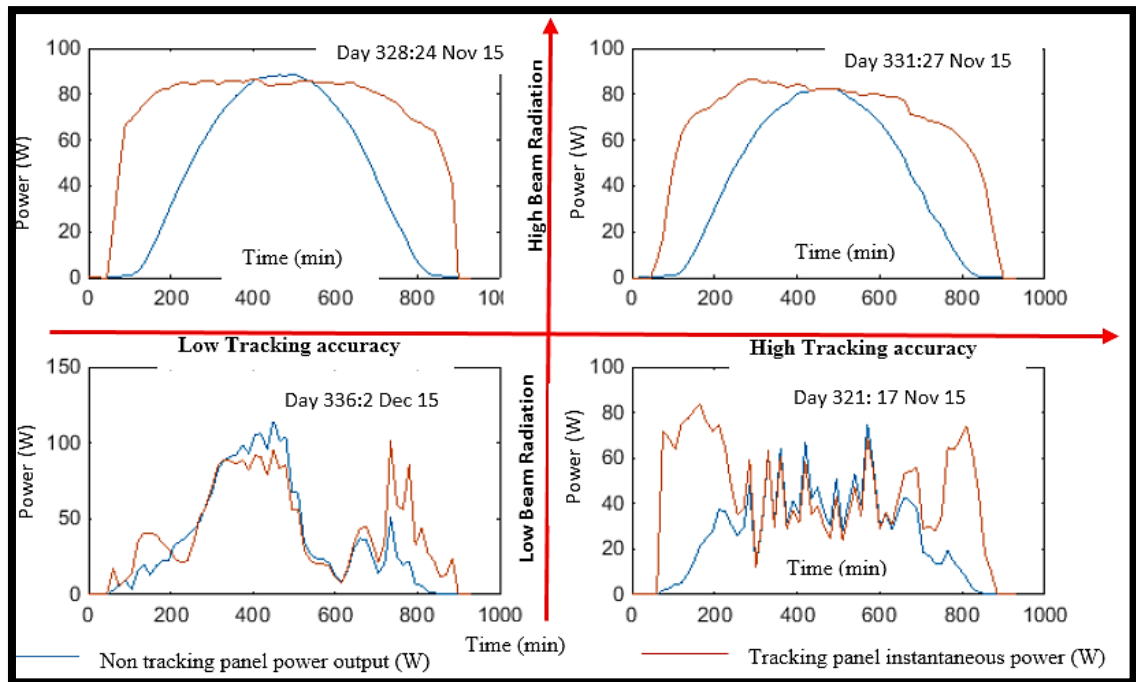 100
80
60
40
20
0
Power (W)
Day 328:24 Nov 15
Time (min)
0 200 400 600 800 100
High Beam Radiation
100
80
60
40
20
0
Power (W)
Day 331:27 Nov 15
Time (min)
0 200 400 600 800 1000
Low Tracking accuracy
High Tracking accuracy
150
100
50
0
Power (W)
Day 336:2 Dec 15
0 200 400 600 800 1000
Time (min)
Low Beam Radiation
100
80
60
40
20
0
Power (W)
Day 321: 17 Nov 15
Time (min)
0 200 400 600 800 1000
Non tracking panel power output (W)
Tracking panel instantaneous power (W)